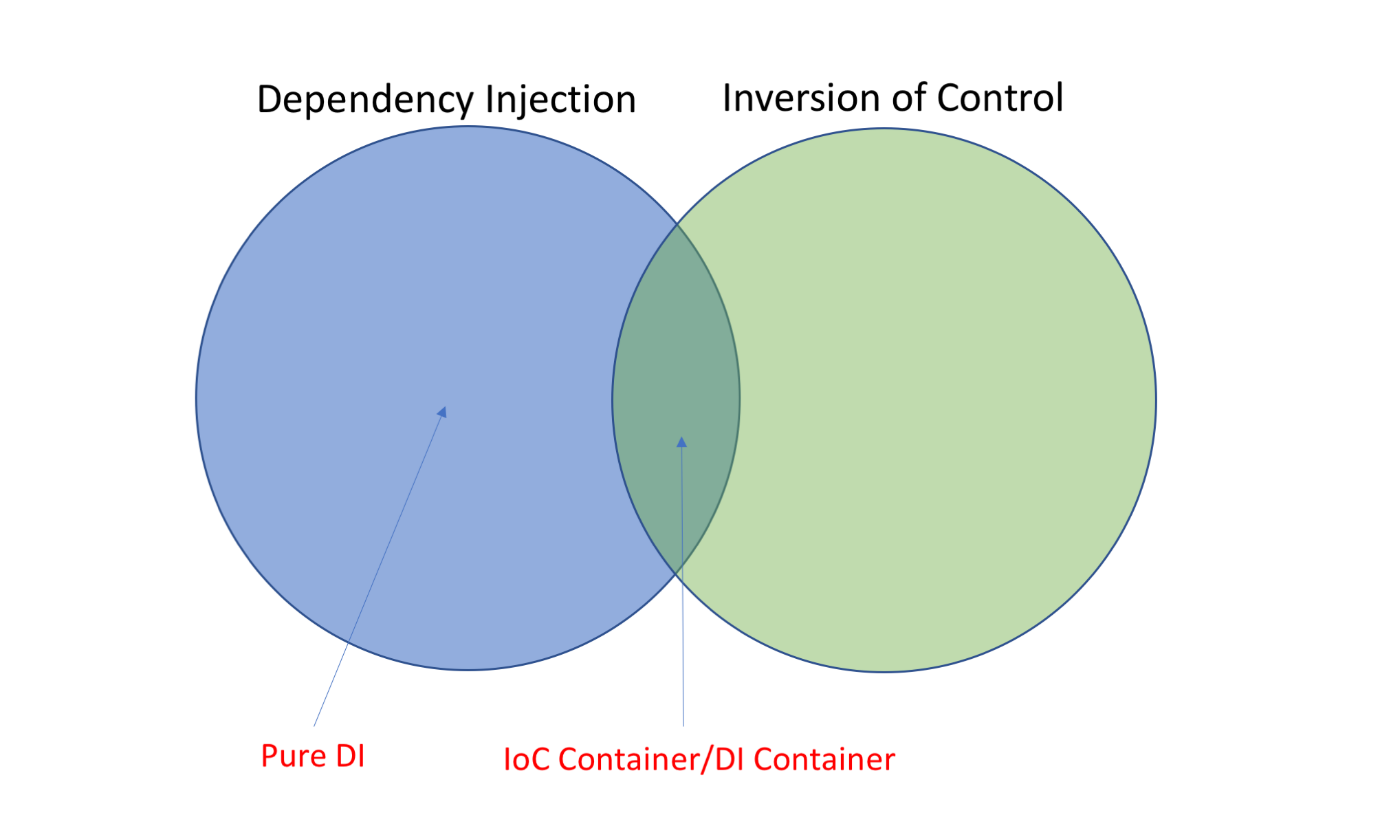 Dependency Injection
Inversion of Control
Pure DI
IoC Container/DI Container